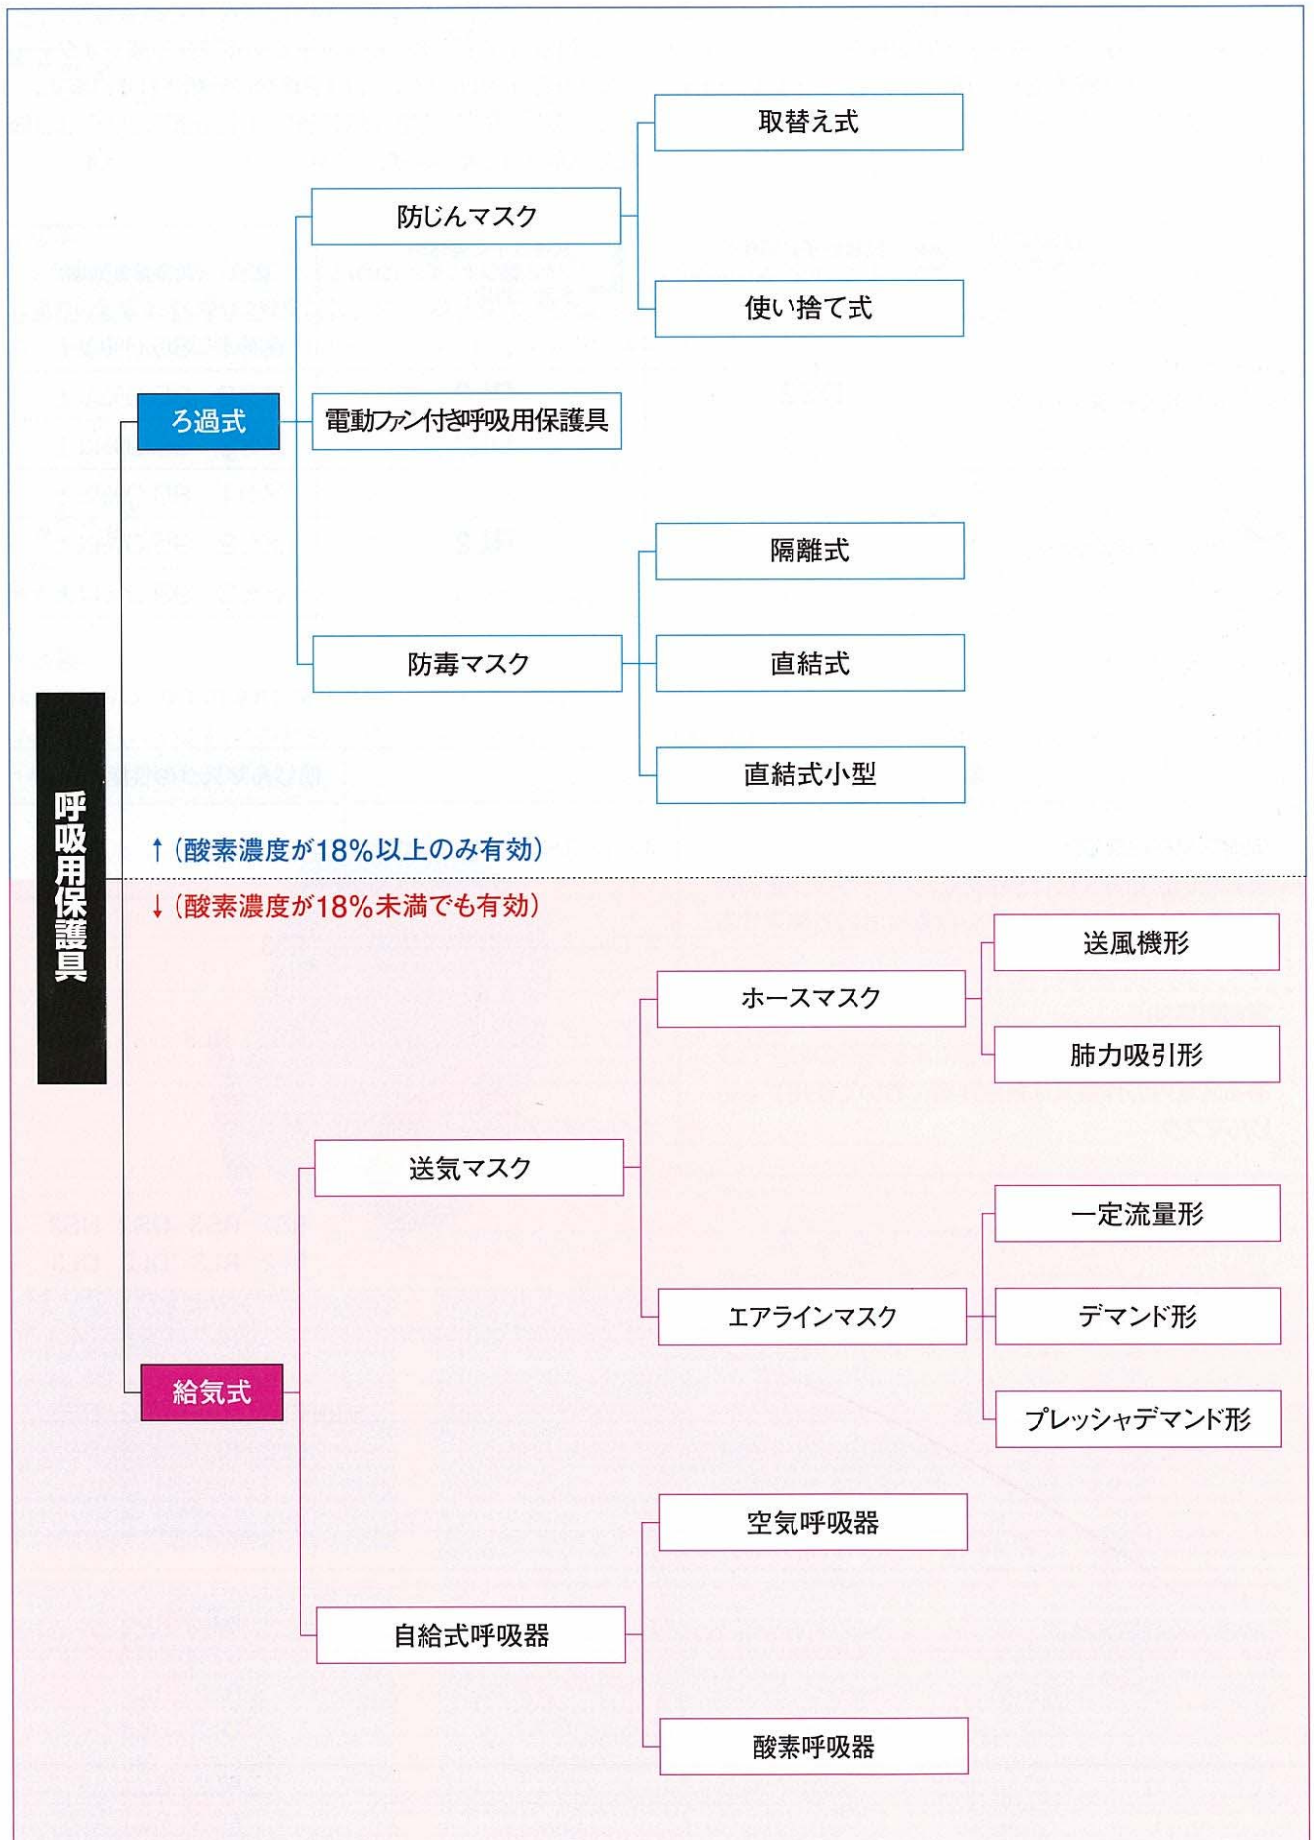 取替え式
防じんマスク
使い捨て式
ろ過式
電動ファン付き呼吸用保護具
隔離式
防毒マスク
直結式
直結式小型
呼吸用保護具
↑(酸素濃度が18%以上のみ有効)
↓(酸素濃度が18%未満でも有効)
送風機形
ホースマスク
肺力吸引形
送気マスク
一定流量形
エアラインマスク
デマンド形
給気式
プレッシャデマンド形
空気呼吸器
自給式呼吸器
酸素呼吸器